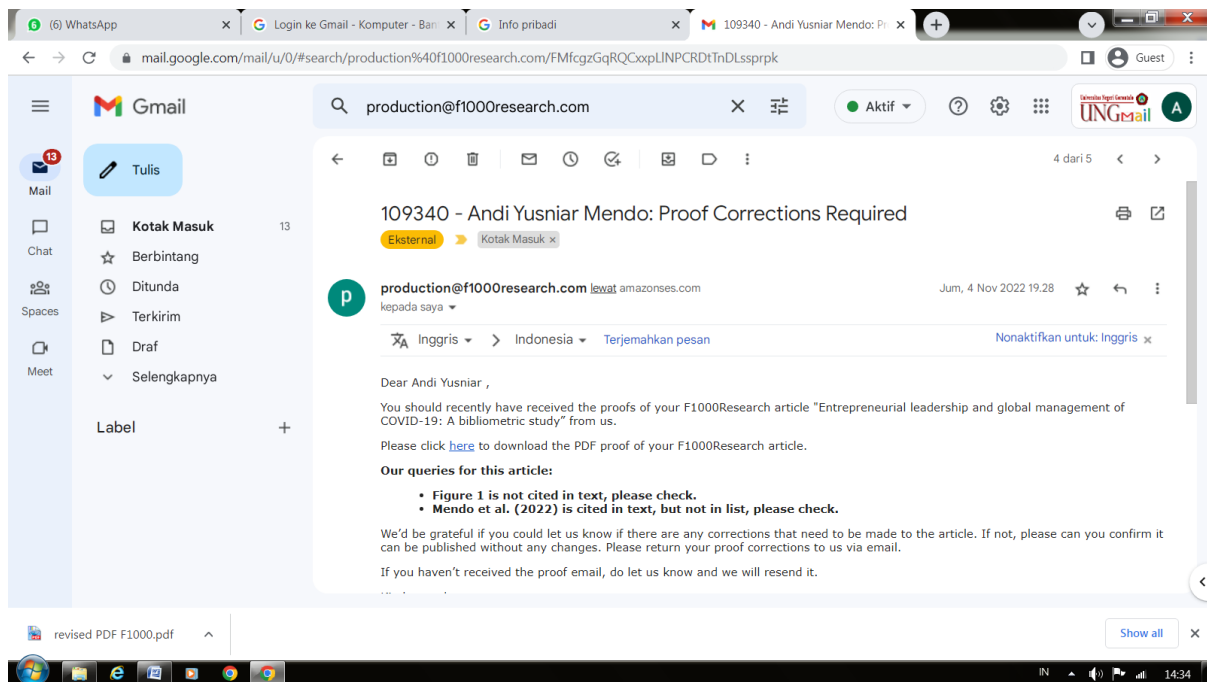 (6) WhatsApp
Login ke Gmail - Komputer - Ban
Info pribadi
109340 - Andi Yusniar Mendo: Pr
mail.google.com/mail/u/0/#search/production%40f1000research.com/FMfcgzGqRQCxxpLlNPCRDtTnDLssprpk
Guest
Gmail
production@f1000research.com
Aktif
Universitas Negeri Gorontalo
UNGmail
A
13
Mail
Chat
Spaces
Meet
Tulis
Kotak Masuk 13
Berbintang
Ditunda
Terkirim
Draf
Selengkapnya
Label
4 dari 5
109340 - Andi Yusniar Mendo: Proof Corrections Required
Eksternal Kotak Masuk ×
p
production@f1000research.com lewat amazonses.com Jum, 4 Nov 2022 19.28
kepada saya
Inggris > Indonesia Terjemahkan pesan Nonaktifkan untuk: Inggris ×
Dear Andi Yusniar ,
You should recently have received the proofs of your F1000Research article "Entrepreneurial leadership and global management of
COVID-19: A bibliometric study” from us.
Please click here to download the PDF proof of your F1000Research article.
Our queries for this article:
• Figure 1 is not cited in text, please check.
• Mendo et al. (2022) is cited in text, but not in list, please check.
We’d be grateful if you could let us know if there are any corrections that need to be made to the article. If not, please can you confirm it
can be published without any changes. Please return your proof corrections to us via email.
If you haven’t received the proof email, do let us know and we will resend it.
revised PDF F1000.pdf
Show all
IN
14:34